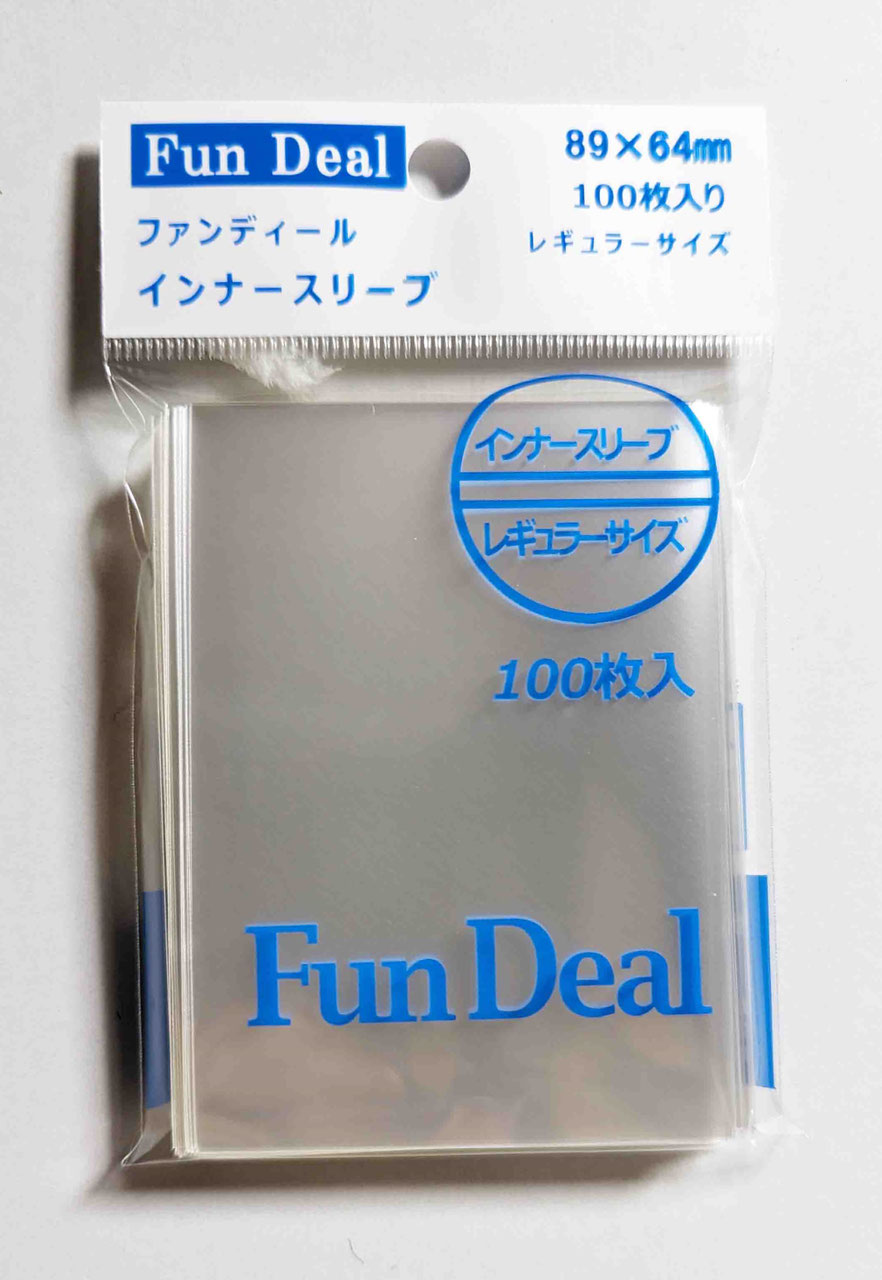 Fun Deal
ファンディール
インナースリーブ
89×64mm
100枚入り
レギュラーサイズ
インナースリーブ
レギュラーサイズ
100枚入
Fun Deal